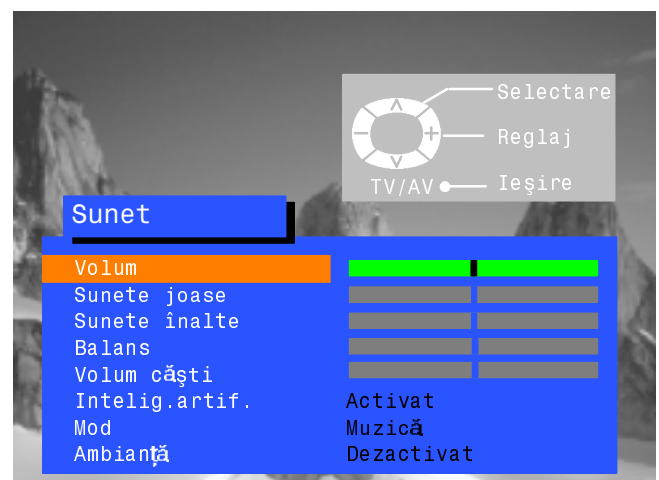 Selectare
Reglaj
TV/AV Ieşire
Sunet
Volum
Sunete joase
Sunete înalte
Balans
Volum căşti
Intelig.artif. Activat
Mod Muzică
Ambianţă Dezactivat